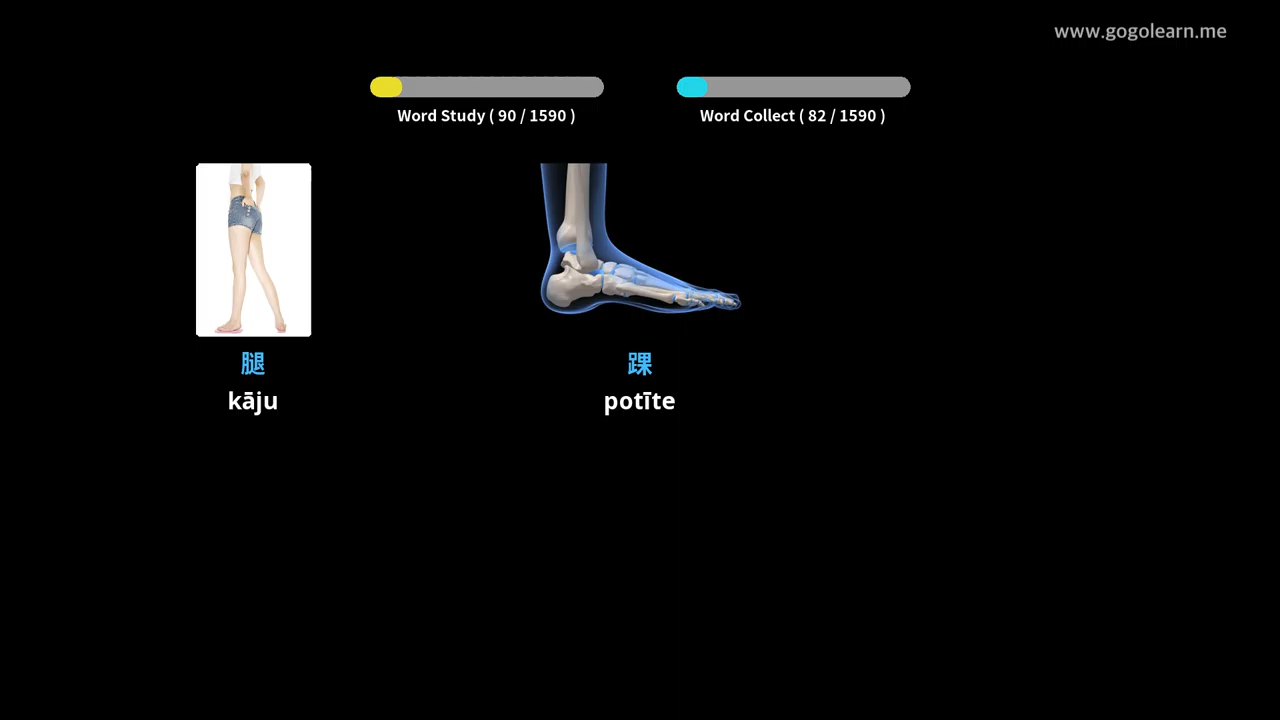 www.gogolearn.me
Word Study ( 90 / 1590 )
Word Collect ( 82 / 1590 )
腿
kāju
踝
potīte